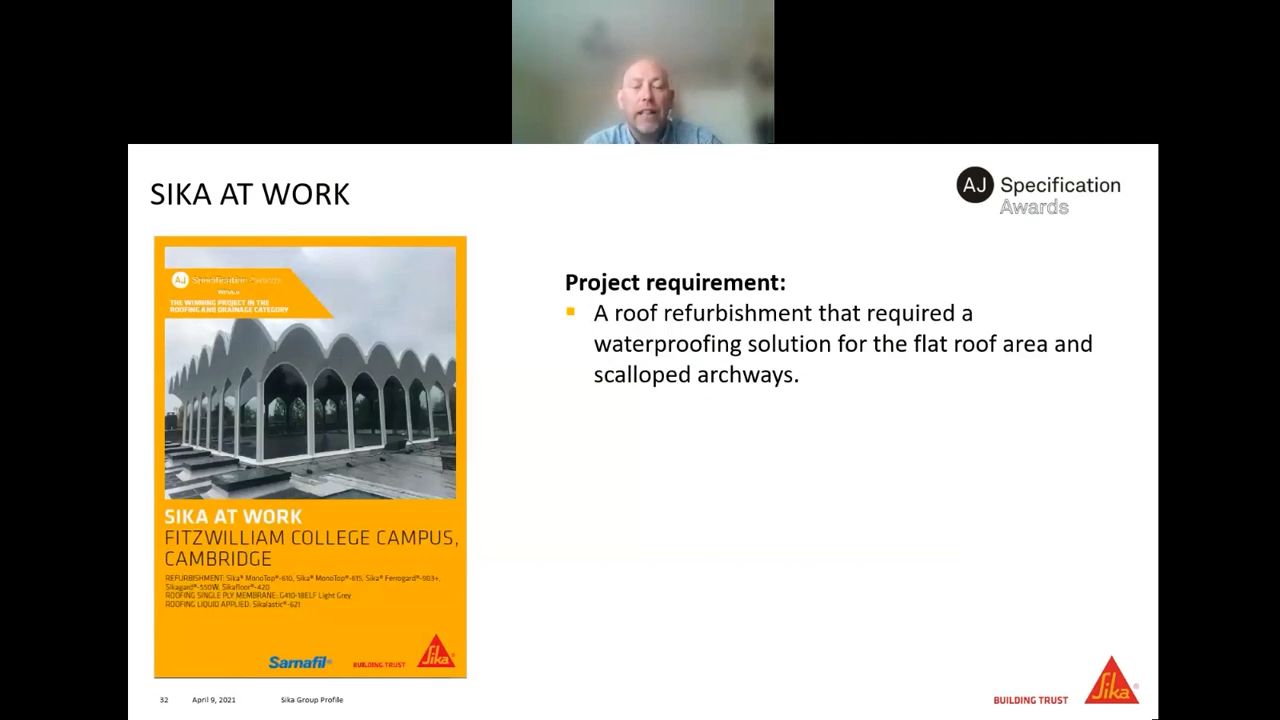 SIKA AT WORK
AJ Specification
Awards
AJ Specification Awards
WINNER
THE WINNING PROJECT IN THE
ROOFING AND DRAINAGE CATEGORY
SIKA AT WORK
FITZWILLIAM COLLEGE CAMPUS,
CAMBRIDGE
REFURBISHMENT: Sika® MonoTop®-610, Sika® MonoTop®-615, Sika® Ferrogard®-903+,
Sikagard®-550W, Sikafloor®-420
ROOFING SINGLE PLY MEMBRANE: G410-18ELF Light Grey
ROOFING LIQUID APPLIED: Sikalastic®-621
Sarnafil®
BUILDING TRUST
Sika®
Project requirement:
A roof refurbishment that required a
waterproofing solution for the flat roof area and
scalloped archways.
32 April 9, 2021 Sika Group Profile
BUILDING TRUST
Sika®